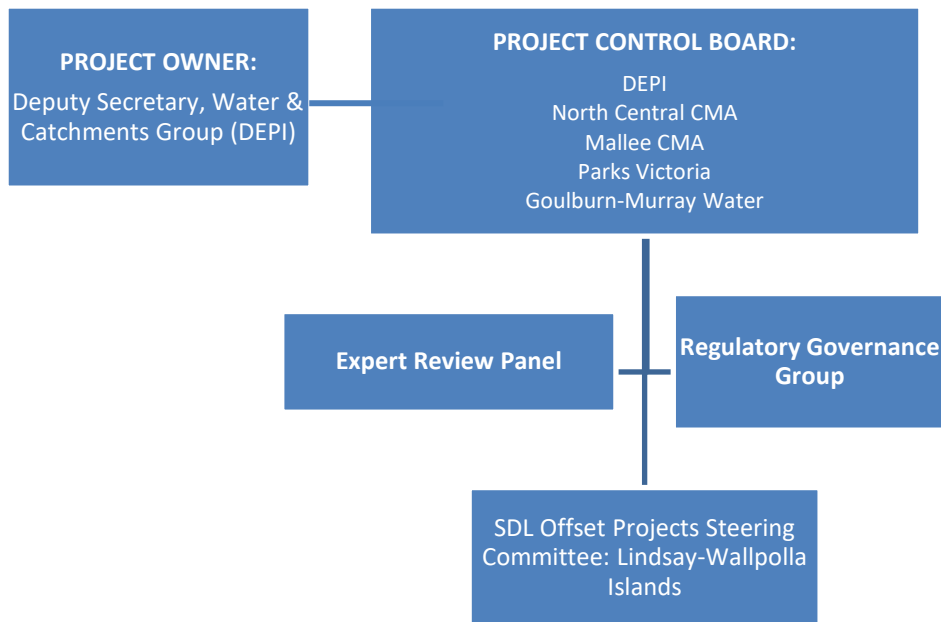 PROJECT OWNER:
Deputy Secretary, Water &
Catchments Group (DEPI)
PROJECT CONTROL BOARD:
DEPI
North Central CMA
Mallee CMA
Parks Victoria
Goulburn-Murray Water
Expert Review Panel
Regulatory Governance
Group
SDL Offset Projects Steering
Committee: Lindsay-Wallpolla
Islands